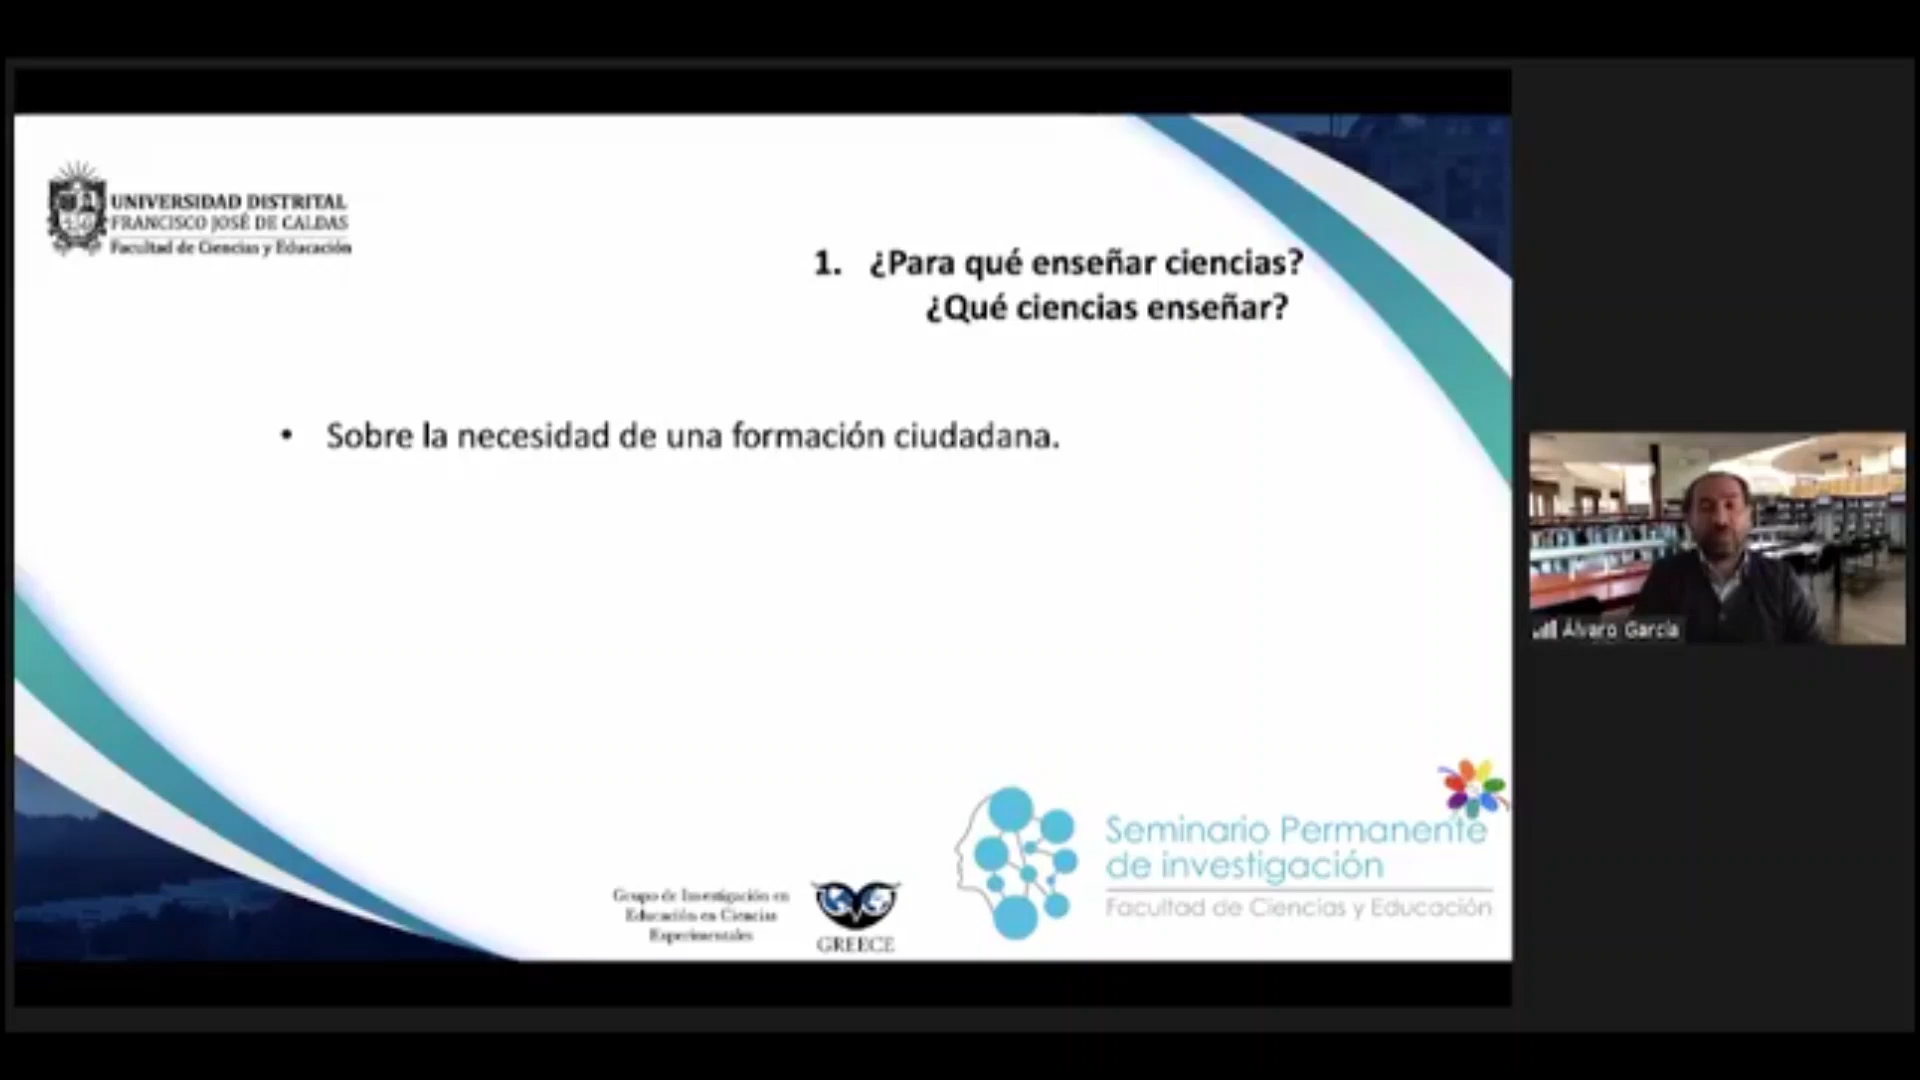 UNIVERSIDAD DISTRITAL
FRANCISCO JOSÉ DE CALDAS
Facultad de Ciencias y Educación
1. ¿Para qué enseñar ciencias?
¿Qué ciencias enseñar?
• Sobre la necesidad de una formación ciudadana.
Álvaro García
Grupo de Investigación en
Educación en Ciencias
Experimentales
GREECE
Seminario Permanente
de investigación
Facultad de Ciencias y Educación